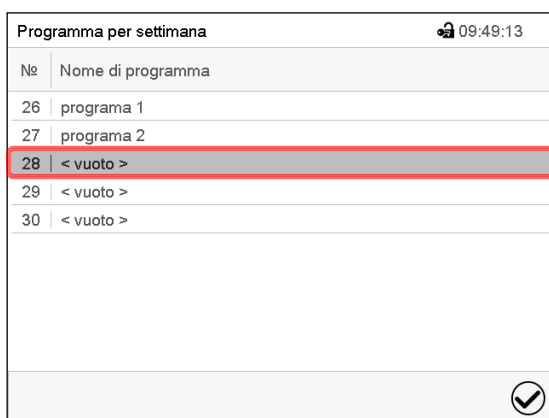 Programma per settimana 09:49:13
№ Nome di programma
26 programa 1
27 programa 2
28 < vuoto >
29 < vuoto >
30 < vuoto >